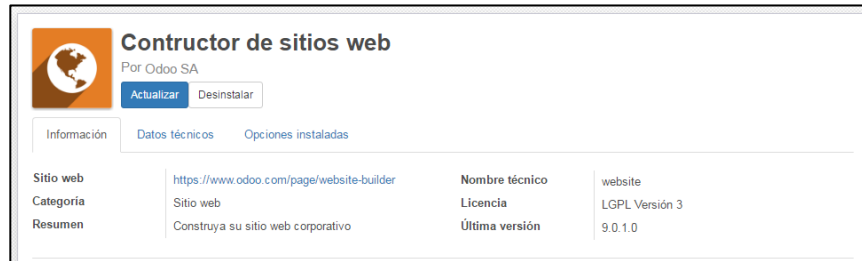 Contructor de sitios web
Por Odoo SA
Actualizar Desinstalar
Información Datos técnicos Opciones instaladas
Sitio web https://www.odoo.com/page/website-builder Nombre técnico website
Categoría Sitio web Licencia LGPL Versión 3
Resumen Construya su sitio web corporativo Última versión 9.0.1.0